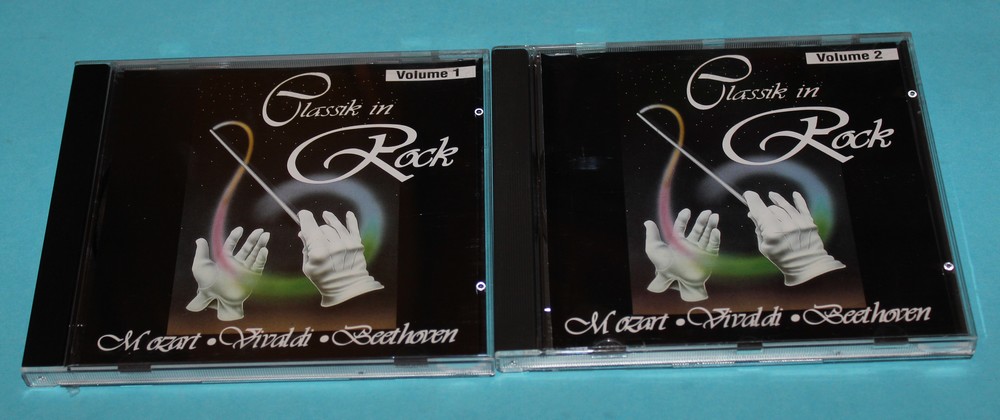 Volume 1
Classik in
Rock
Mozart • Vivaldi • Beethoven
Volume 2
Classik in
Rock
Mozart • Vivaldi • Beethoven